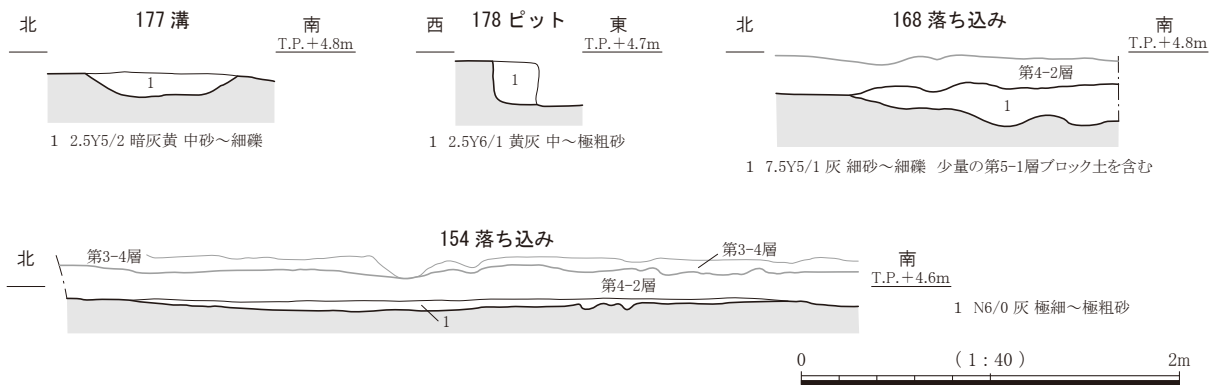 177 溝
北
南
T.P.+4.8m
1
1 2.5Y5/2 暗灰黄 中砂～細礫
178 ピット
西
東
T.P.+4.7m
1
1 2.5Y6/1 黄灰 中～極粗砂
168 落ち込み
北
南
T.P.+4.8m
第4-2層
1
1 7.5Y5/1 灰 細砂～細礫 少量の第5-1層ブロック土を含む
154 落ち込み
北
第3-4層
第3-4層
南
T.P.+4.6m
第4-2層
1
1 N6/0 灰 極細～極粗砂
0 (1:40) 2m